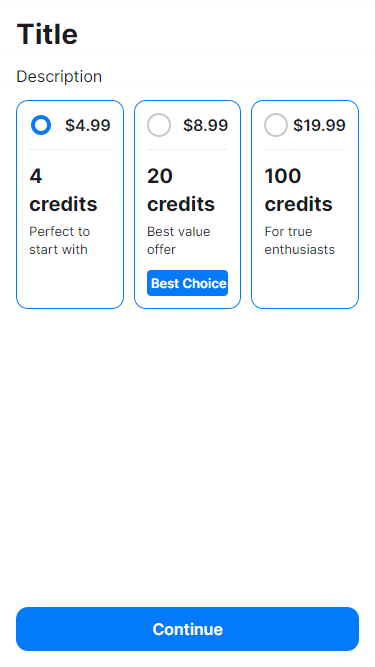 Title
Description
$4.99
4
credits
Perfect to
start with
$8.99
20
credits
Best value
offer
Best Choice
$19.99
100
credits
For true
enthusiasts
Continue